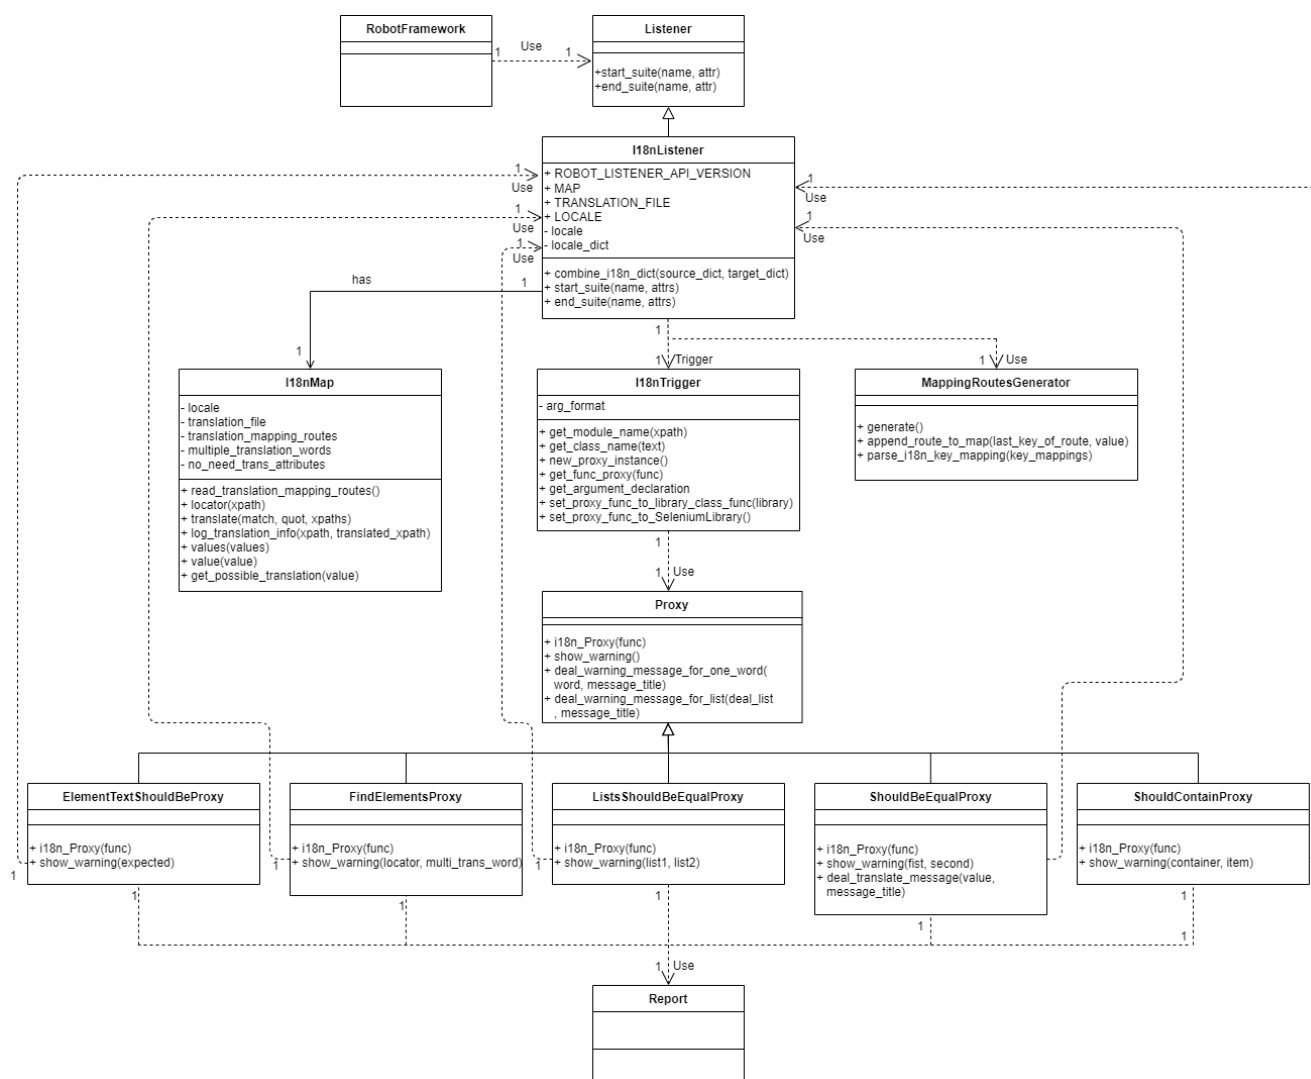 RobotFramework
Listener
1
Use
1
+start_suite(name, attr)
+end_suite(name, attr)
I18nListener
+ ROBOT_LISTENER_API_VERSION
+ MAP
+ TRANSLATION_FILE
+ LOCALE
- locale
- locale_dict
+ combine_i18n_dict(source_dict, target_dict)
+ start_suite(name, attrs)
+ end_suite(name, attrs)
1
Use
1
Use
1
Use
1
Use
1
Use
has
1
1
1
1
Trigger
1
Use
I18nMap
- locale
- translation_file
- translation_mapping_routes
- multiple_translation_words
- no_need_trans_attributes
+ read_translation_mapping_routes()
+ locator(xpath)
+ translate(match, quot, xpaths)
+ log_translation_info(xpath, translated_xpath)
+ values(values)
+ value(value)
+ get_possible_translation(value)
I18nTrigger
- arg_format
+ get_module_name(xpath)
+ get_class_name(text)
+ new_proxy_instance()
+ get_func_proxy(func)
+ get_argument_declaration
+ set_proxy_func_to_library_class_func(library)
+ set_proxy_func_to_SeleniumLibrary()
MappingRoutesGenerator
+ generate()
+ append_route_to_map(last_key_of_route, value)
+ parse_i18n_key_mapping(key_mappings)
1
1
Use
Proxy
+ i18n_Proxy(func)
+ show_warning()
+ deal_warning_message_for_one_word(
word, message_title)
+ deal_warning_message_for_list(deal_list
, message_title)
ElementTextShouldBeProxy
+ i18n_Proxy(func)
+ show_warning(expected)
1
1
FindElementsProxy
+ i18n_Proxy(func)
+ show_warning(locator, multi_trans_word)
1
1
ListsShouldBeEqualProxy
+ i18n_Proxy(func)
+ show_warning(list1, list2)
1
1
ShouldBeEqualProxy
+ i18n_Proxy(func)
+ show_warning(fist, second)
+ deal_translate_message(value,
message_title)
1
ShouldContainProxy
+ i18n_Proxy(func)
+ show_warning(container, item)
1
1
1
Use
Report